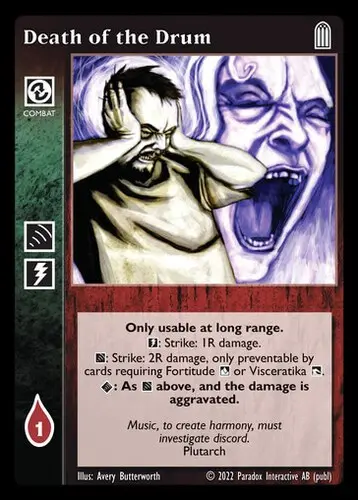 Death of the Drum
COMBAT
Only usable at long range.
: Strike: 1R damage.
: Strike: 2R damage, only preventable by
cards requiring Fortitude or Visceratika .
: As above, and the damage is
aggravated.
Music, to create harmony, must
investigate discord.
Plutarch
1
Illus: Avery Butterworth © 2022 Paradox Interactive AB (publ)